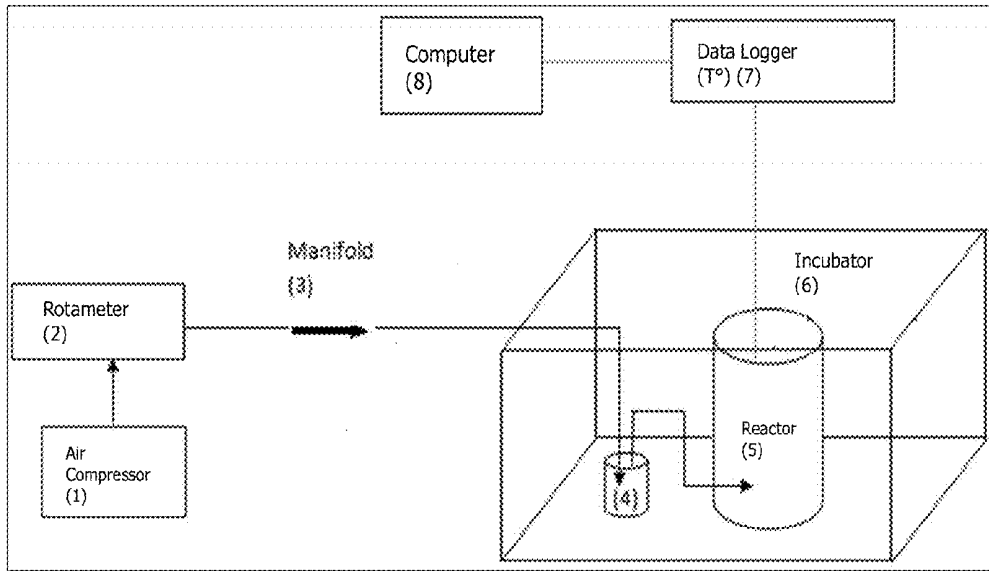 Computer
(8)
Data Logger
(T°) (7)
Manifold
(3)
Incubator
(6)
Rotameter
(2)
Reactor
(5)
Air
Compressor
(1)
(4)